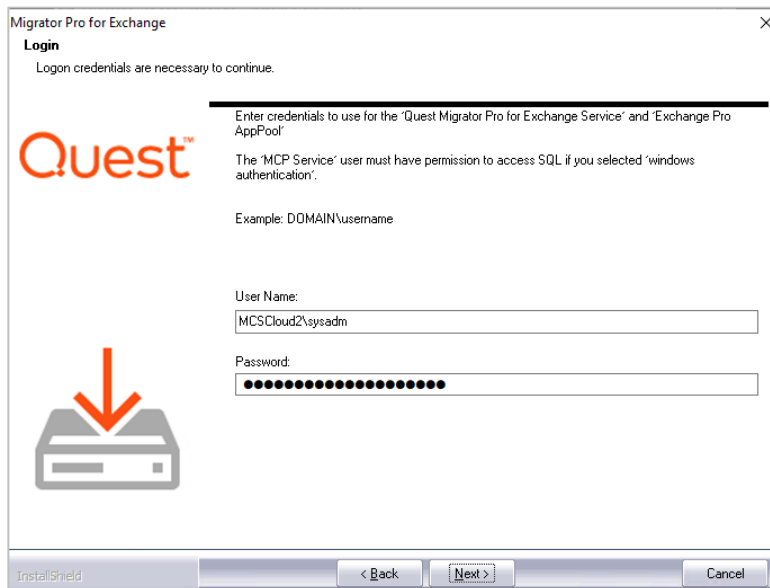 Migrator Pro for Exchange
Login
Logon credentials are necessary to continue.
Quest™
Enter credentials to use for the ‘Quest Migrator Pro for Exchange Service’ and ‘Exchange Pro
AppPool’
The ‘MCP Service’ user must have permission to access SQL if you selected ‘windows
authentication’.
Example: DOMAIN\username
User Name:
MCSCloud2\sysadm
Password:
●●●●●●●●●●●●●●●●●●●●
InstallShield
< Back
Next >
Cancel